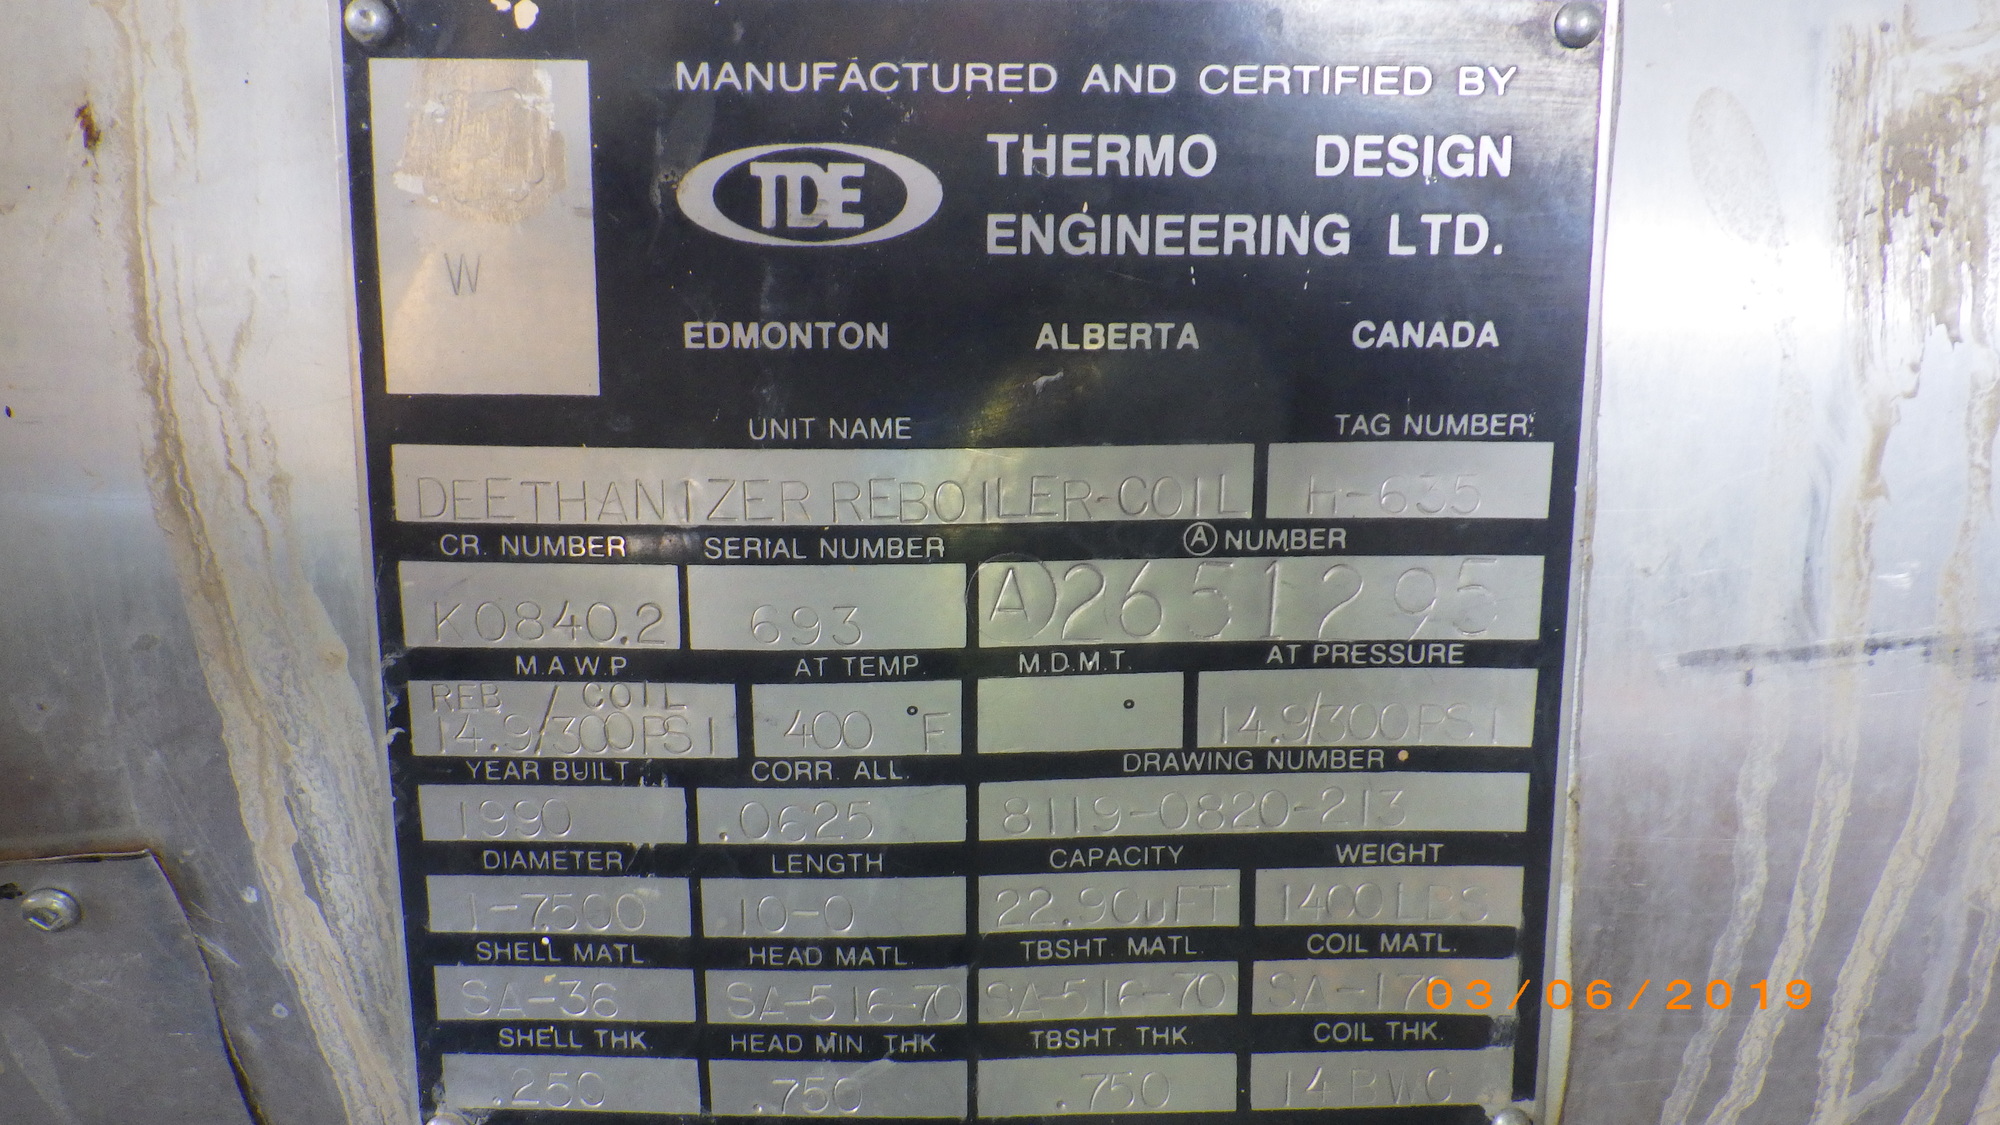 MANUFACTURED AND CERTIFIED BY
TDE
THERMO DESIGN
ENGINEERING LTD.
W
EDMONTON ALBERTA CANADA
UNIT NAME TAG NUMBER
DEETHANIZER REBOILER-COIL H-635
CR. NUMBER SERIAL NUMBER Ⓐ NUMBER
K0840.2 693 Ⓐ2651295
M.A.W.P AT TEMP. M.D.M.T. AT PRESSURE
REB / COIL
14.9/300PSI 400 °F ° 14.9/300PSI
YEAR BUILT CORR. ALL. DRAWING NUMBER
1990 .0625 8119-0820-213
DIAMETER LENGTH CAPACITY WEIGHT
1-7500 10-0 22.9CuFT 1400LBS
SHELL MATL HEAD MATL. TBSHT. MATL. COIL MATL.
SA-36 SA-516-70 SA-516-70
03/06/2019
SHELL THK. HEAD MIN. THK. TBSHT. THK. COIL THK.
.250 .750 .750 14BWG